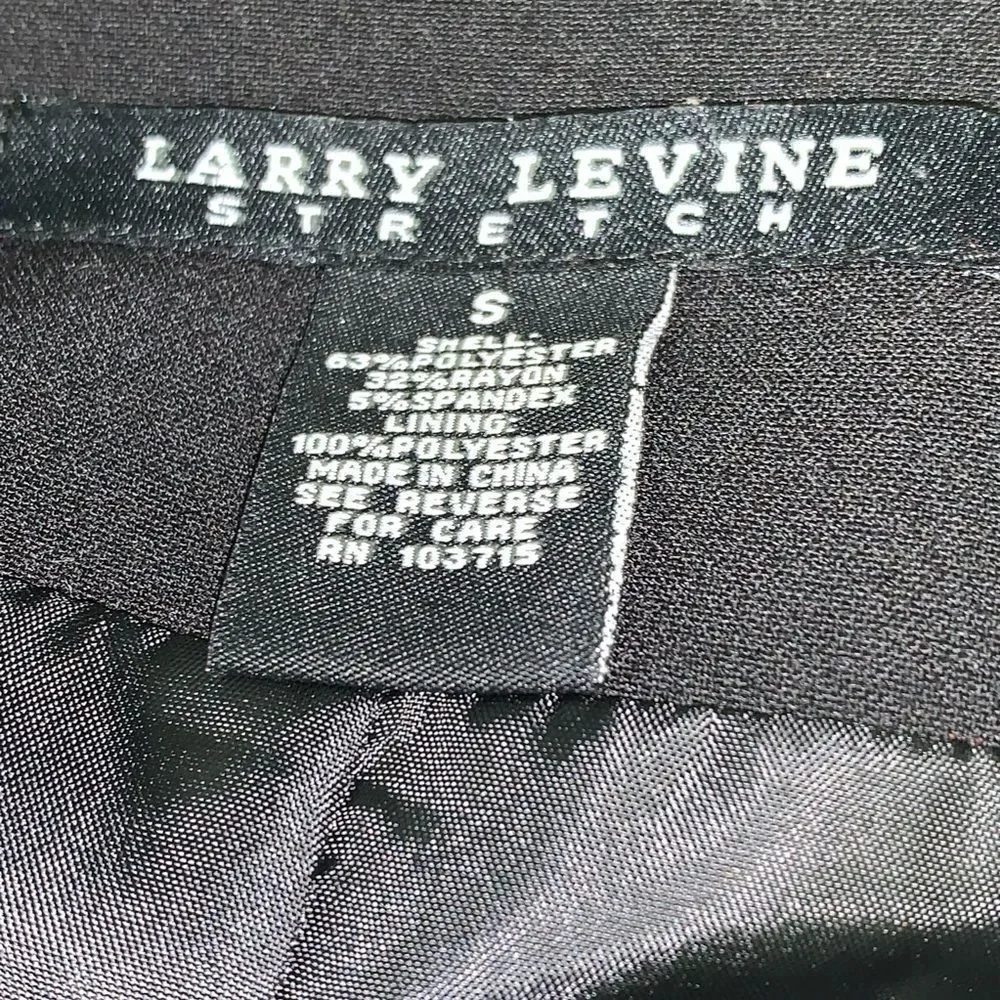 LARRY LEVINE
STRETCH
S
SHELL:
63%POLYESTER
32%RAYON
5%SPANDEX
LINING:
100%POLYESTER
MADE IN CHINA
SEE REVERSE
FOR CARE
RN 103715